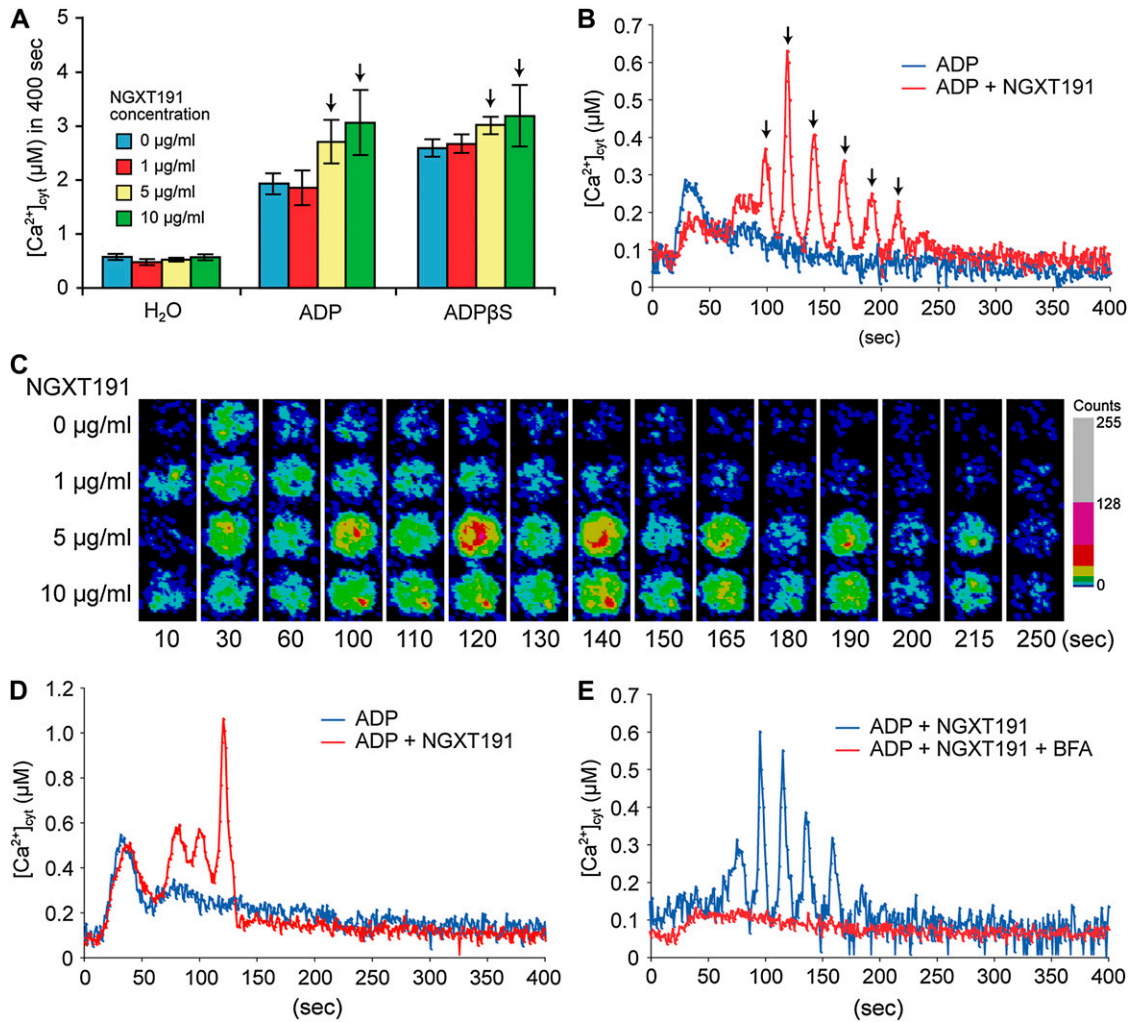 A
[Ca²⁺]cyt (µM) in 400 sec
5
4
3
2
1
0
NGXT191
concentration
0 µg/ml
1 µg/ml
5 µg/ml
10 µg/ml
H₂O
ADP
ADPβS
B
[Ca²⁺]cyt (µM)
0.7
0.6
0.5
0.4
0.3
0.2
0.1
0
ADP
ADP + NGXT191
0 50 100 150 200 250 300 350 400
(sec)
C
NGXT191
0 µg/ml
1 µg/ml
5 µg/ml
10 µg/ml
Counts
255
128
0
10 30 60 100 110 120 130 140 150 165 180 190 200 215 250 (sec)
D
[Ca²⁺]cyt (µM)
1.2
1.0
0.8
0.6
0.4
0.2
0
ADP
ADP + NGXT191
0 50 100 150 200 250 300 350 400
(sec)
E
[Ca²⁺]cyt (µM)
0.7
0.6
0.5
0.4
0.3
0.2
0.1
0
ADP + NGXT191
ADP + NGXT191 + BFA
0 50 100 150 200 250 300 350 400
(sec)